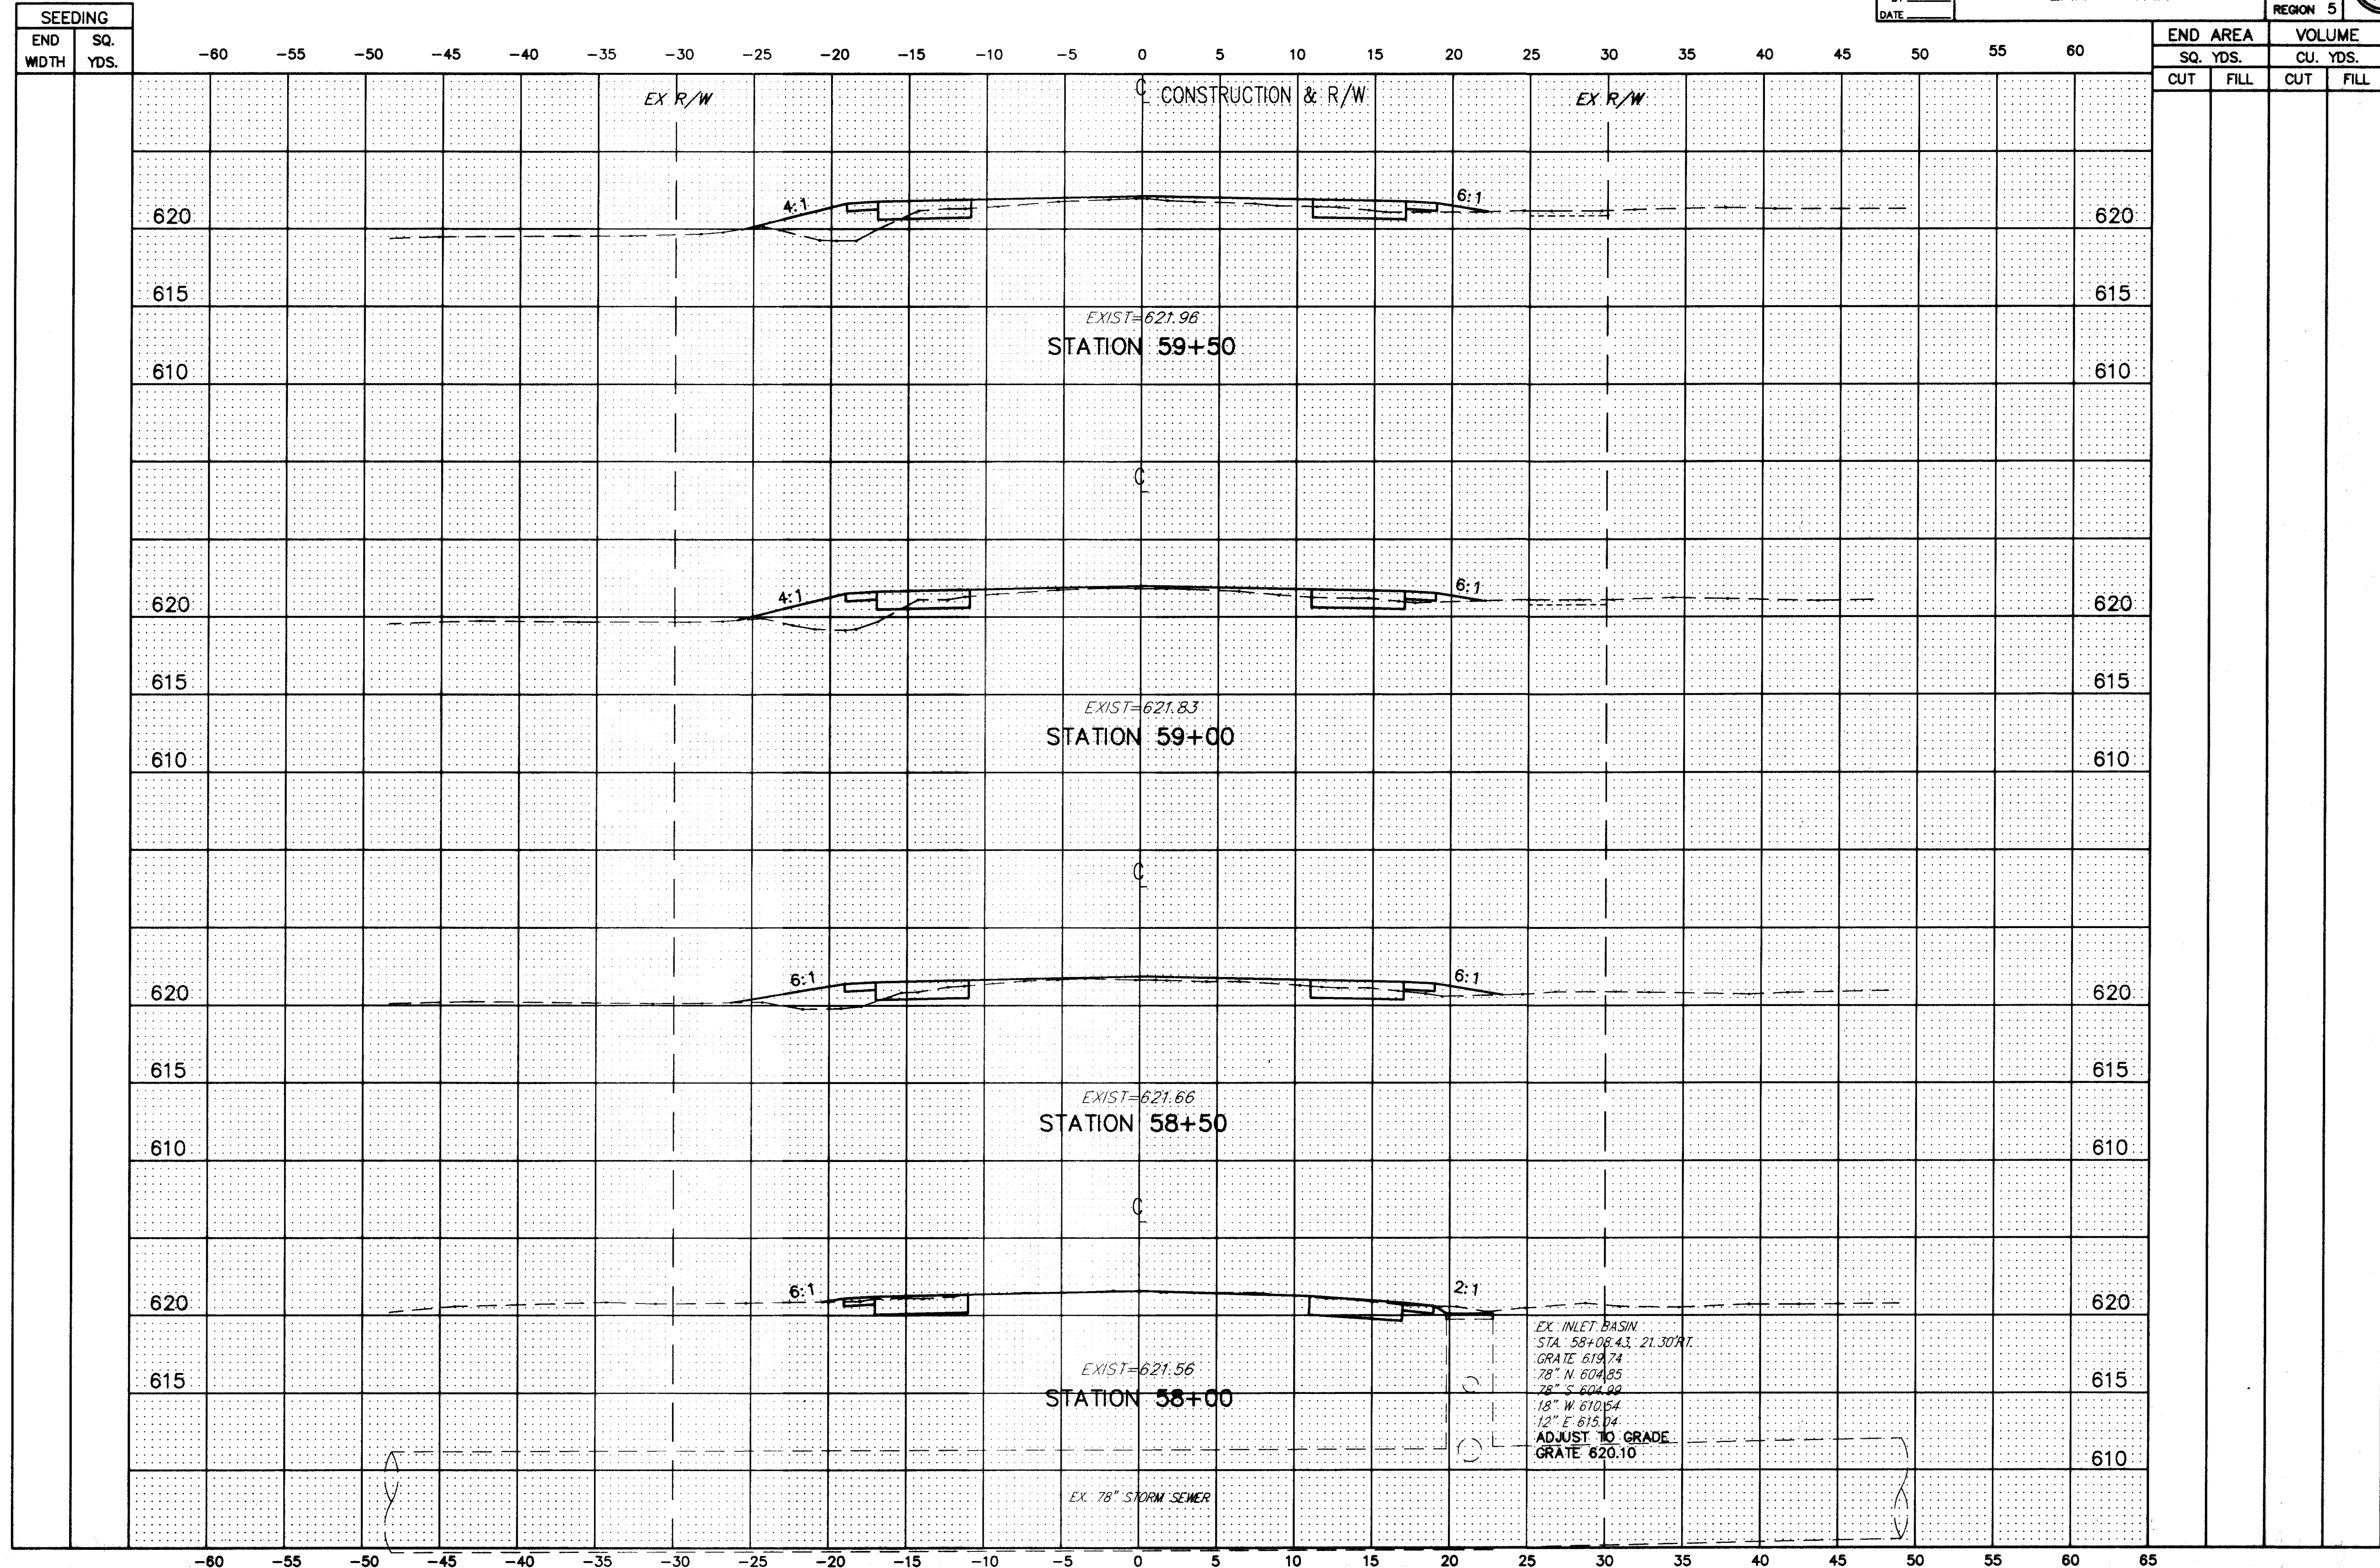 SEEDING
END WIDTH SQ. YDS.
DATE
REGION 5
END AREA VOLUME
SQ. YDS. CU. YDS.
CUT FILL CUT FILL
-60 -55 -50 -45 -40 -35 -30 -25 -20 -15 -10 -5 0 5 10 15 20 25 30 35 40 45 50 55 60
EX R/W ℄ CONSTRUCTION & R/W EX R/W
4:1 6:1
620 620
615 615
EXIST=621.96
STATION 59+50
610 610
℄
4:1 6:1
620 620
615 615
EXIST=621.83
STATION 59+00
610 610
℄
6:1 6:1
620 620
615 615
EXIST=621.66
STATION 58+50
610 610
℄
6:1 2:1
620 620
EX. INLET BASIN
STA. 58+08.43, 21.30'RT.
GRATE 619.74
78" N 604.85
78" S 604.99
18" W 610.54
12" E 615.04
ADJUST TO GRADE
GRATE 620.10
615 615
EXIST=621.56
STATION 58+00
610
EX. 78" STORM SEWER
-60 -55 -50 -45 -40 -35 -30 -25 -20 -15 -10 -5 0 5 10 15 20 25 30 35 40 45 50 55 60 65